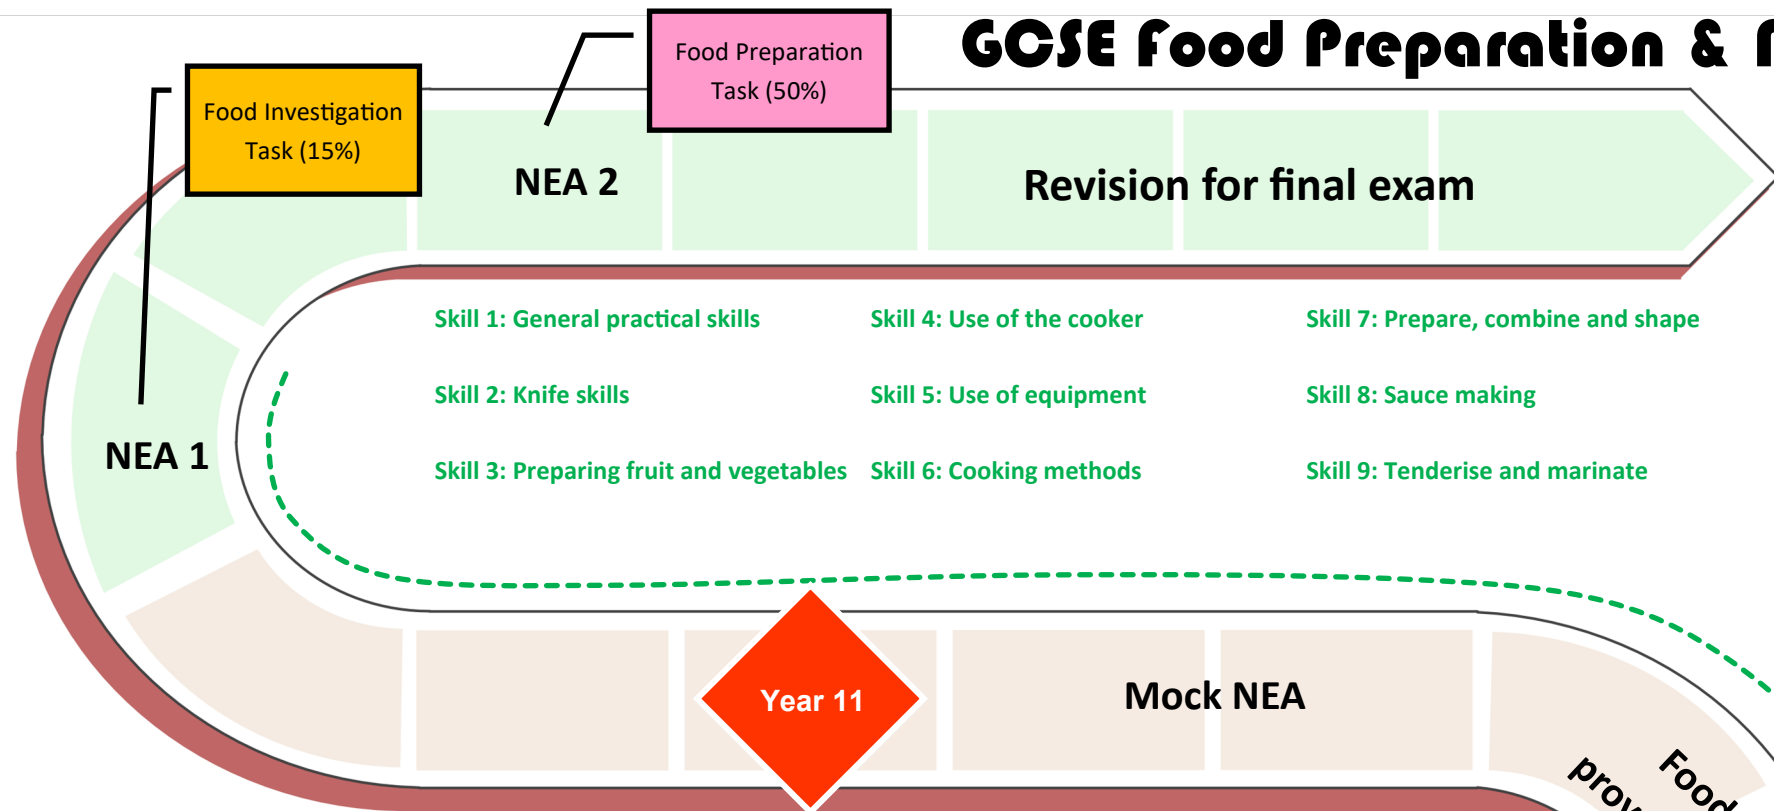 GCSE Food Preparation &
Food Preparation
Task (50%)
Food Investigation
Task (15%)
NEA 2
Revision for final exam
Skill 1: General practical skills
Skill 4: Use of the cooker
Skill 7: Prepare, combine and shape
Skill 2: Knife skills
Skill 5: Use of equipment
Skill 8: Sauce making
NEA 1
Skill 3: Preparing fruit and vegetables
Skill 6: Cooking methods
Skill 9: Tenderise and marinate
Year 11
Mock NEA
Food